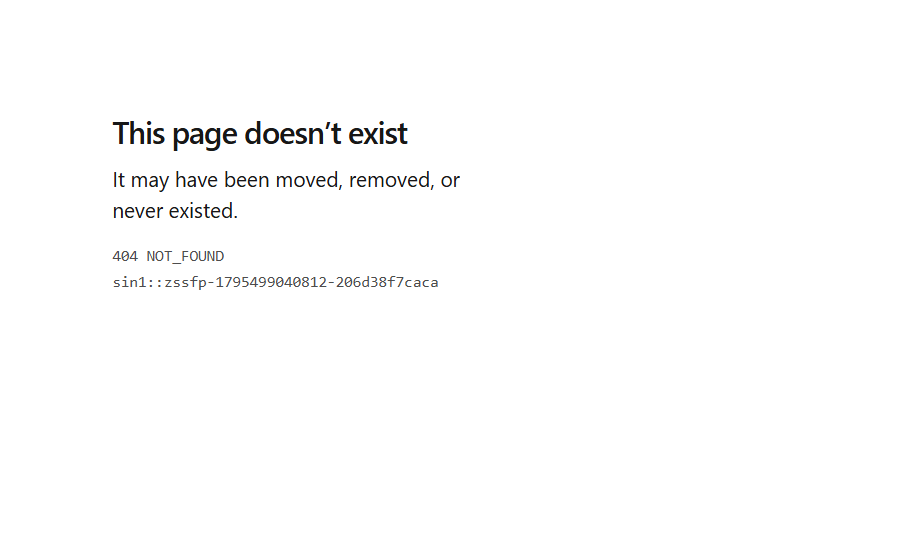 This page doesn’t exist
It may have been moved, removed, or
never existed.
404 NOT_FOUND
sin1::zssfp-1795499040812-206d38f7caca